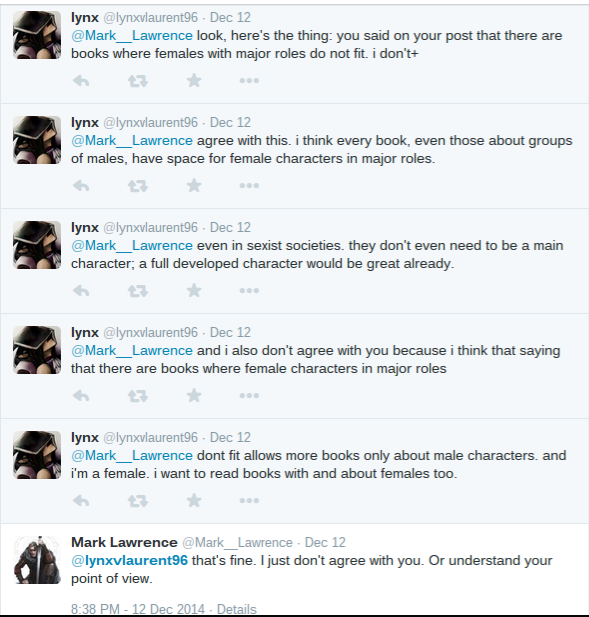 lynx @lynxvlaurent96 · Dec 12
@Mark__Lawrence look, here's the thing: you said on your post that there are
books where females with major roles do not fit. i don't+
lynx @lynxvlaurent96 · Dec 12
@Mark__Lawrence agree with this. i think every book, even those about groups
of males, have space for female characters in major roles.
lynx @lynxvlaurent96 · Dec 12
@Mark__Lawrence even in sexist societies. they don't even need to be a main
character; a full developed character would be great already.
lynx @lynxvlaurent96 · Dec 12
@Mark__Lawrence and i also don't agree with you because i think that saying
that there are books where female characters in major roles
lynx @lynxvlaurent96 · Dec 12
@Mark__Lawrence dont fit allows more books only about male characters. and
i'm a female. i want to read books with and about females too.
Mark Lawrence @Mark__Lawrence · Dec 12
@lynxvlaurent96 that's fine. I just don't agree with you. Or understand your
point of view.
8:38 PM - 12 Dec 2014 · Details